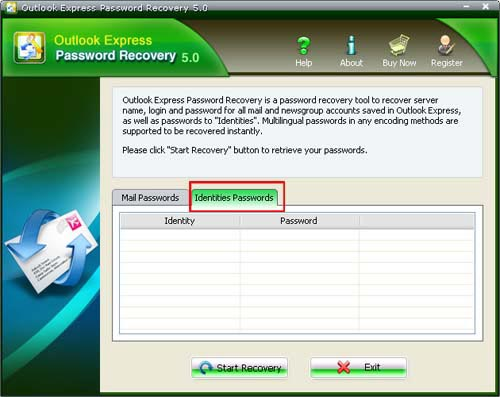 Outlook Express Password Recovery 5.0
Outlook Express
Password Recovery 5.0
Help
About
Buy Now
Register
Outlook Express Password Recovery is a password recovery tool to recover server
name, login and password for all mail and newsgroup accounts saved in Outlook Express,
as well as passwords to "Identities". Multilingual passwords in any encoding methods are
supported to be recovered instantly.
Please click "Start Recovery" button to retrieve your passwords.
Mail Passwords
Identities Passwords
Identity
Password
Start Recovery
Exit